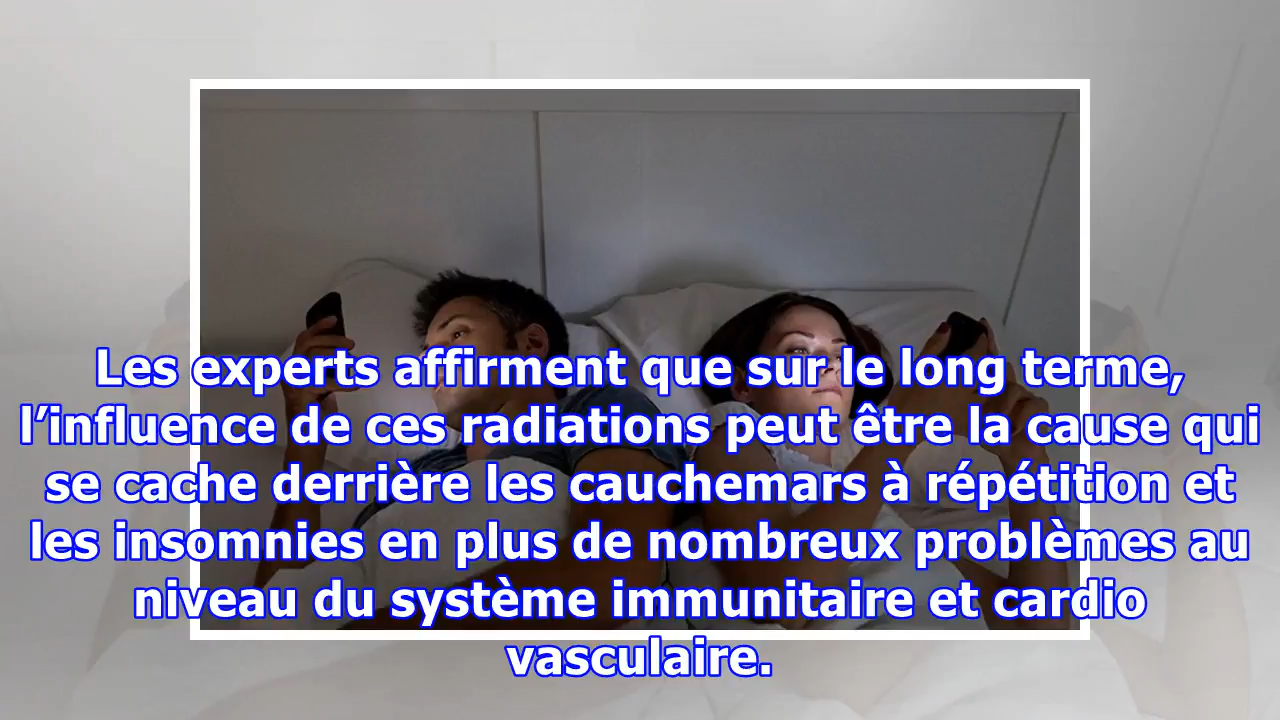 Les experts affirment que sur le long terme,
l’influence de ces radiations peut être la cause qui
se cache derrière les cauchemars à répétition et
les insomnies en plus de nombreux problèmes au
niveau du système immunitaire et cardio
vasculaire.